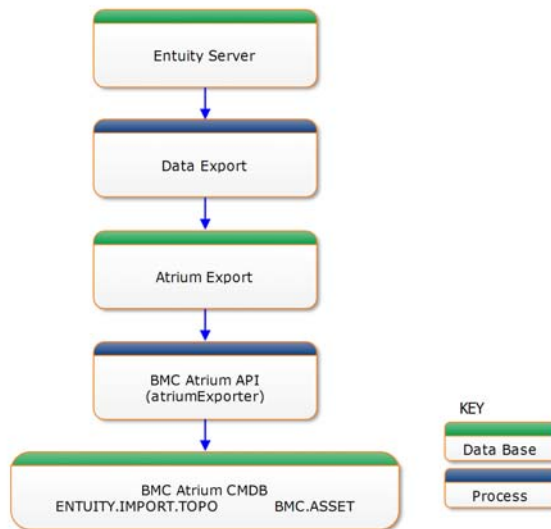 Entuity Server
Data Export
Atrium Export
BMC Atrium API
(atriumExporter)
KEY
Data Base
Process
BMC Atrium CMDB
ENTUITY.IMPORT.TOPO BMC.ASSET